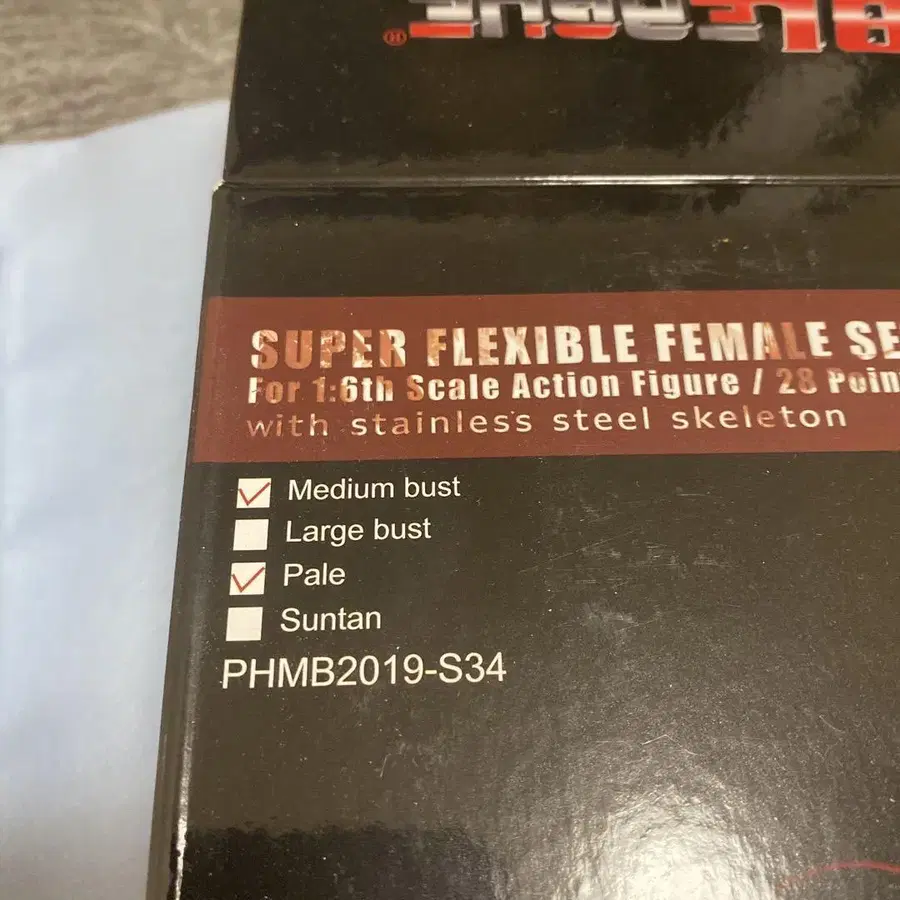 SUPER FLEXIBLE FEMALE SE
For 1:6th Scale Action Figure / 28 Poin
with stainless steel skeleton
Medium bust
Large bust
Pale
Suntan
PHMB2019-S34